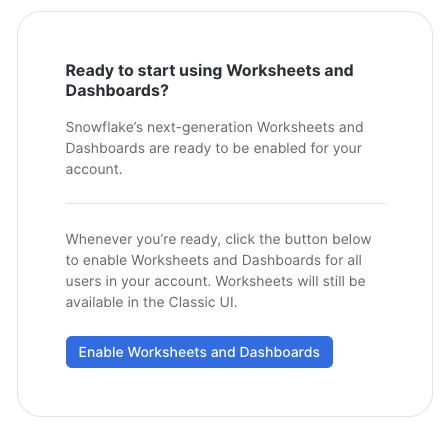 Ready to start using Worksheets and
Dashboards?
Snowflake's next-generation Worksheets and
Dashboards are ready to be enabled for your
account.
Whenever you're ready, click the button below
to enable Worksheets and Dashboards for all
users in your account. Worksheets will still be
available in the Classic UI.
Enable Worksheets and Dashboards